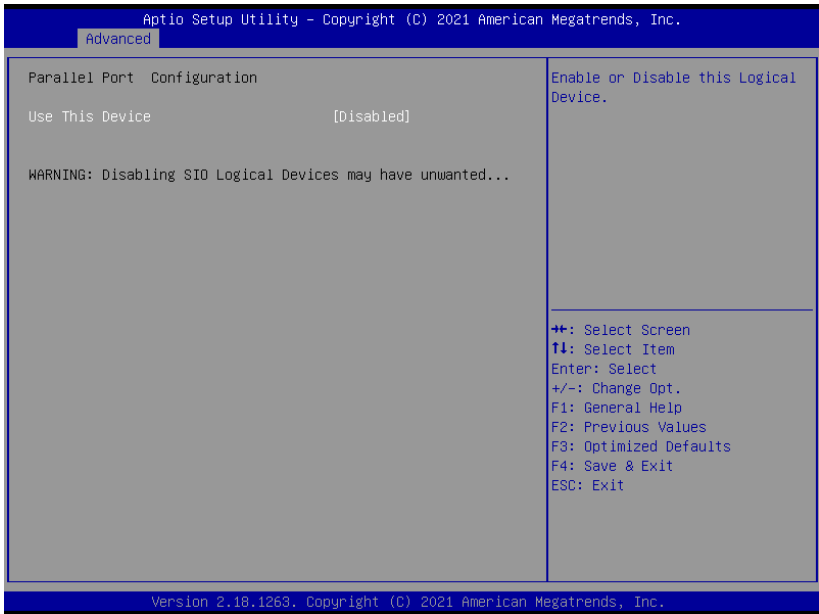 Aptio Setup Utility – Copyright (C) 2021 American Megatrends, Inc.
Advanced
Parallel Port Configuration
Use This Device [Disabled]
WARNING: Disabling SIO Logical Devices may have unwanted...
Enable or Disable this Logical
Device.
→←: Select Screen
↑↓: Select Item
Enter: Select
+/-: Change Opt.
F1: General Help
F2: Previous Values
F3: Optimized Defaults
F4: Save & Exit
ESC: Exit
Version 2.18.1263. Copyright (C) 2021 American Megatrends, Inc.